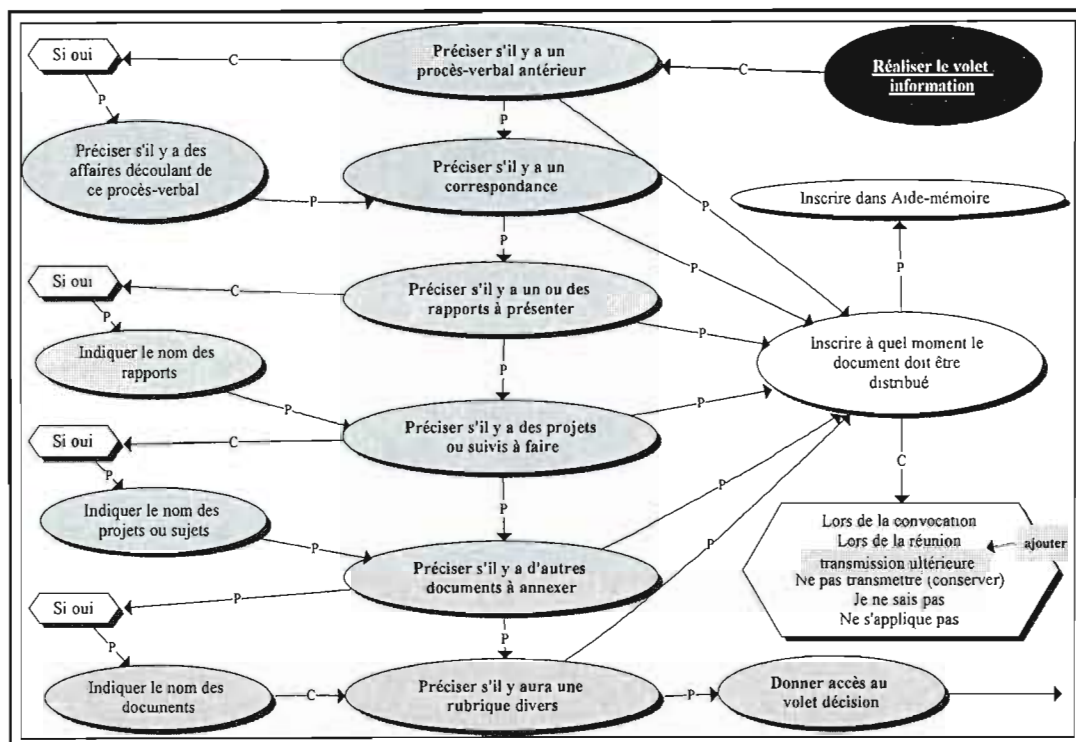 Si oui
C
Préciser s'il y a un
procès-verbal antérieur
C
Réaliser le volet
information
P
P
Préciser s'il y a des
affaires découlant de
ce procès-verbal
P
Préciser s'il y a un
correspondance
P
Inscrire dans Aide-mémoire
P
P
P
Si oui
C
Préciser s'il y a un ou des
rapports à présenter
P
P
Indiquer le nom des
rapports
P
P
Inscrire à quel moment le
document doit être
distribué
Si oui
C
Préciser s'il y a des projets
ou suivis à faire
P
P
Indiquer le nom des
projets ou sujets
P
P
P
C
Lors de la convocation
Lors de la réunion
transmission ultérieure
Ne pas transmettre (conserver)
Je ne sais pas
Ne s'applique pas
ajouter
Préciser s'il y a d'autres
documents à annexer
P
P
Si oui
P
P
Indiquer le nom des
documents
C
Préciser s'il y aura une
rubrique divers
P
Donner accès au
volet décision